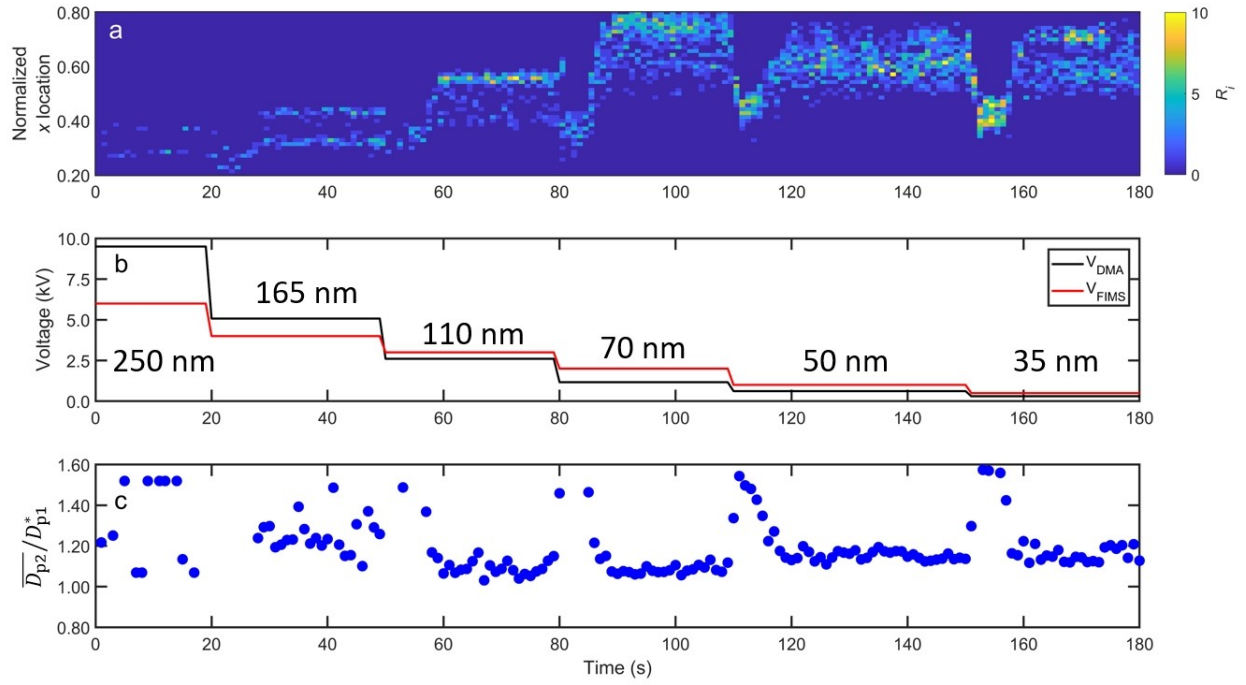 a
0.80
0.60
0.40
0.20
Normalized
x location
0 20 40 60 80 100 120 140 160 180
10
5
0
R_i
b
10.0
7.5
5.0
2.5
0.0
Voltage (kV)
250 nm
165 nm
110 nm
70 nm
50 nm
35 nm
V_DMA
V_FIMS
0 20 40 60 80 100 120 140 160 180
c
1.60
1.40
1.20
1.00
0.80
D̅_p2/D*_p1
0 20 40 60 80 100 120 140 160 180
Time (s)